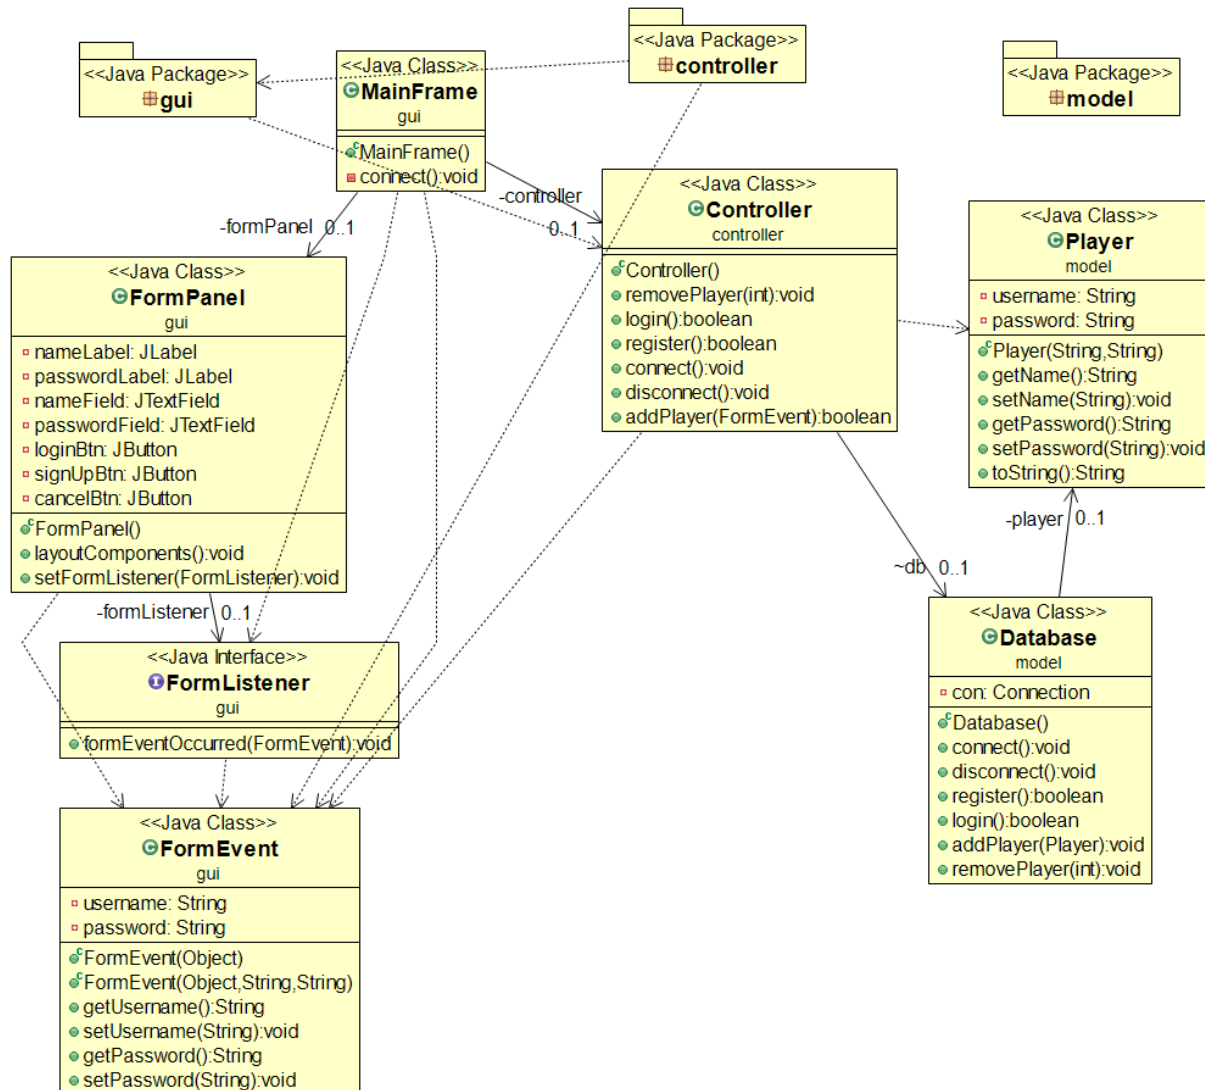 <<Java Package>>
gui
<<Java Class>>
MainFrame
gui
MainFrame()
connect():void
<<Java Package>>
controller
<<Java Package>>
model
-controller
0..1
-formPanel 0..1
<<Java Class>>
FormPanel
gui
nameLabel: JLabel
passwordLabel: JLabel
nameField: JTextField
passwordField: JTextField
loginBtn: JButton
signUpBtn: JButton
cancelBtn: JButton
FormPanel()
layoutComponents():void
setFormListener(FormListener):void
<<Java Class>>
Controller
controller
Controller()
removePlayer(int):void
login():boolean
register():boolean
connect():void
disconnect():void
addPlayer(FormEvent):boolean
<<Java Class>>
Player
model
username: String
password: String
Player(String,String)
getName():String
setName(String):void
getPassword():String
setPassword(String):void
toString():String
-player 0..1
~db 0..1
-formListener 0..1
<<Java Interface>>
FormListener
gui
formEventOccurred(FormEvent):void
<<Java Class>>
Database
model
con: Connection
Database()
connect():void
disconnect():void
register():boolean
login():boolean
addPlayer(Player):void
removePlayer(int):void
<<Java Class>>
FormEvent
gui
username: String
password: String
FormEvent(Object)
FormEvent(Object,String,String)
getUsername():String
setUsername(String):void
getPassword():String
setPassword(String):void